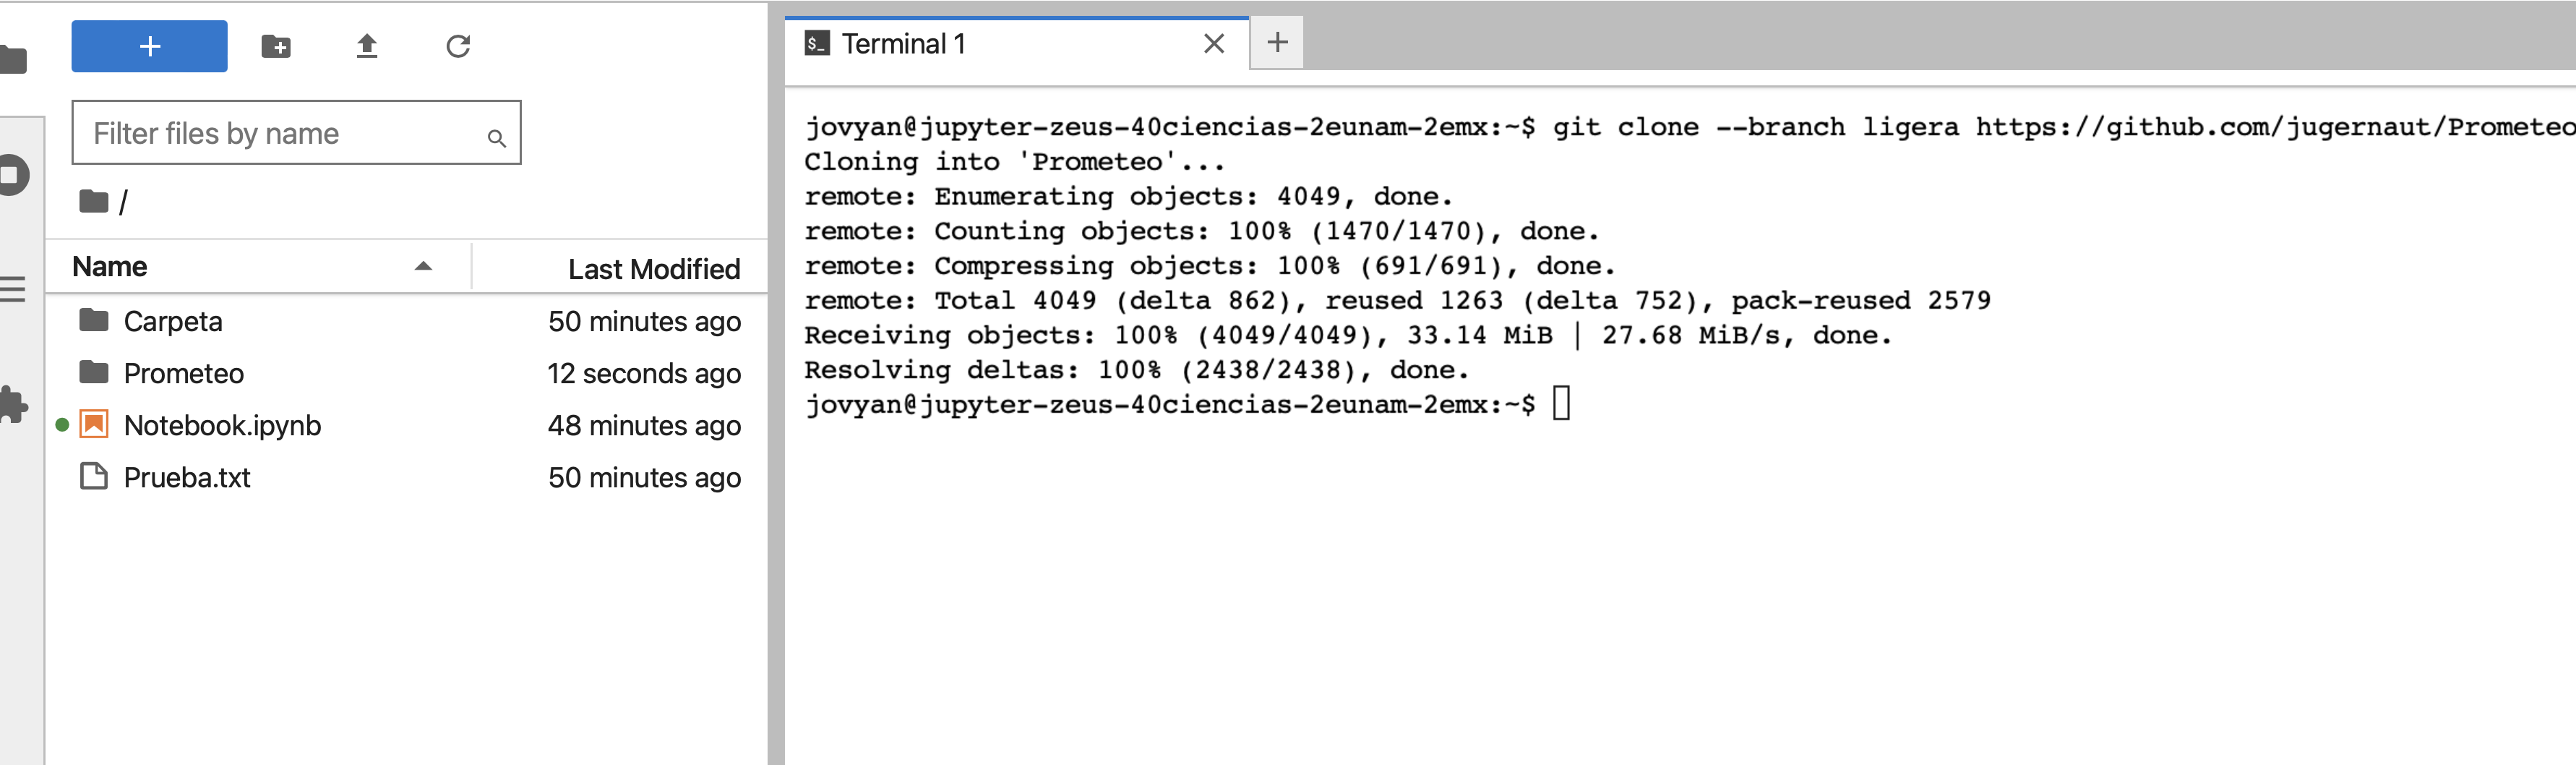 +
Filter files by name
/
Name Last Modified
Carpeta 50 minutes ago
Prometeo 12 seconds ago
Notebook.ipynb 48 minutes ago
Prueba.txt 50 minutes ago
$_ Terminal 1
jovyan@jupyter-zeus-40ciencias-2eunam-2emx:~$ git clone --branch ligera https://github.com/jugernaut/Prometeo
Cloning into 'Prometeo'...
remote: Enumerating objects: 4049, done.
remote: Counting objects: 100% (1470/1470), done.
remote: Compressing objects: 100% (691/691), done.
remote: Total 4049 (delta 862), reused 1263 (delta 752), pack-reused 2579
Receiving objects: 100% (4049/4049), 33.14 MiB | 27.68 MiB/s, done.
Resolving deltas: 100% (2438/2438), done.
jovyan@jupyter-zeus-40ciencias-2eunam-2emx:~$